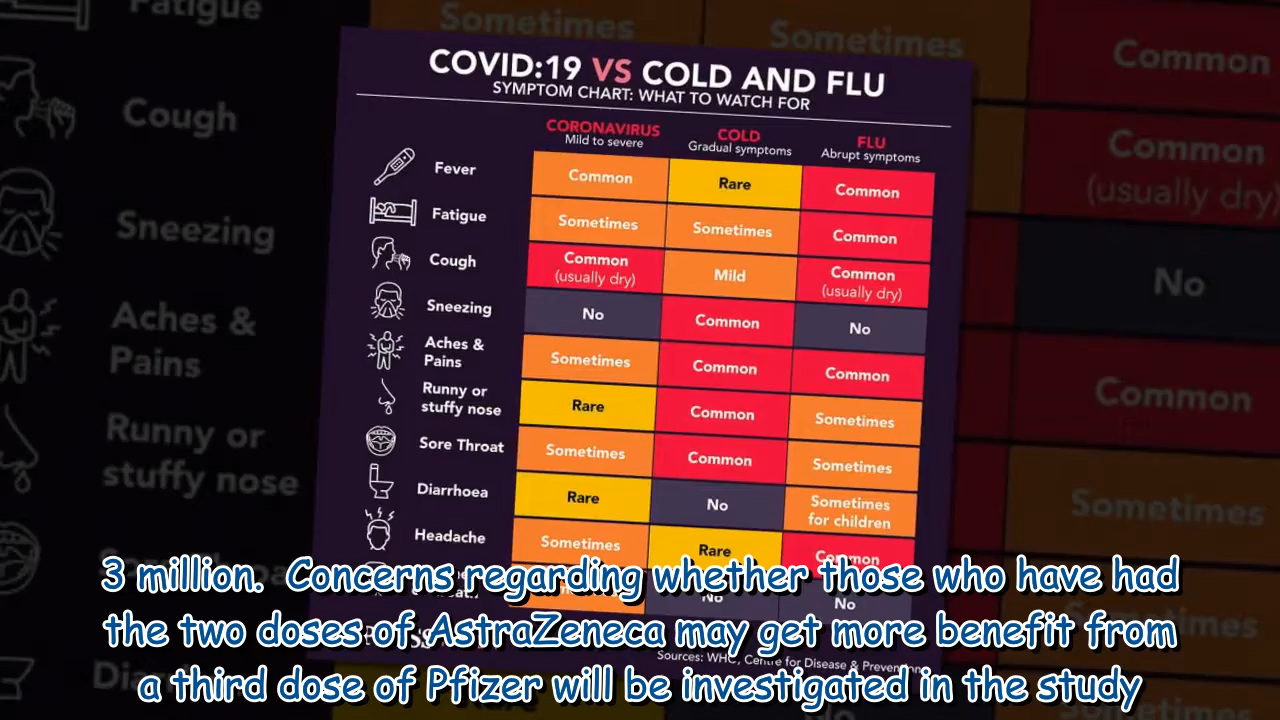 COVID:19 VS COLD AND FLU
SYMPTOM CHART: WHAT TO WATCH FOR
CORONAVIRUS COLD FLU
Mild to severe Gradual symptoms Abrupt symptoms
Fever Common Rare Common
Fatigue Sometimes Sometimes Common
Cough Common (usually dry) Mild Common (usually dry)
Sneezing No Common No
Aches & Pains Sometimes Common Common
Runny or stuffy nose Rare Common Sometimes
Sore Throat Sometimes Common Sometimes
Diarrhoea Rare No Sometimes for children
Headache Sometimes Rare Common
No No
Sources: WHO, Centre for Disease & Prevention
3 million. Concerns regarding whether those who have had
the two doses of AstraZeneca may get more benefit from
a third dose of Pfizer will be investigated in the study
Fatigue Sometimes Sometimes Common
Cough Common
(usually dry)
Sneezing No
Aches &
Pains Common
Runny or
stuffy nose Sometimes